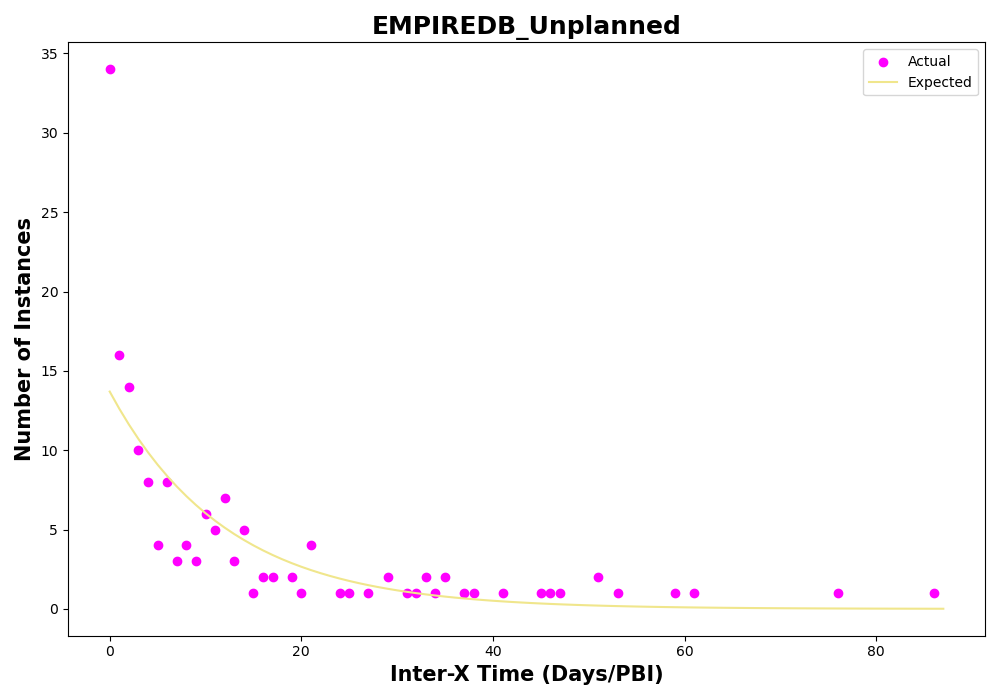 EMPIREDB_Unplanned
Actual
Expected
Number of Instances
35
30
25
20
15
10
5
0
0 20 40 60 80
Inter-X Time (Days/PBI)